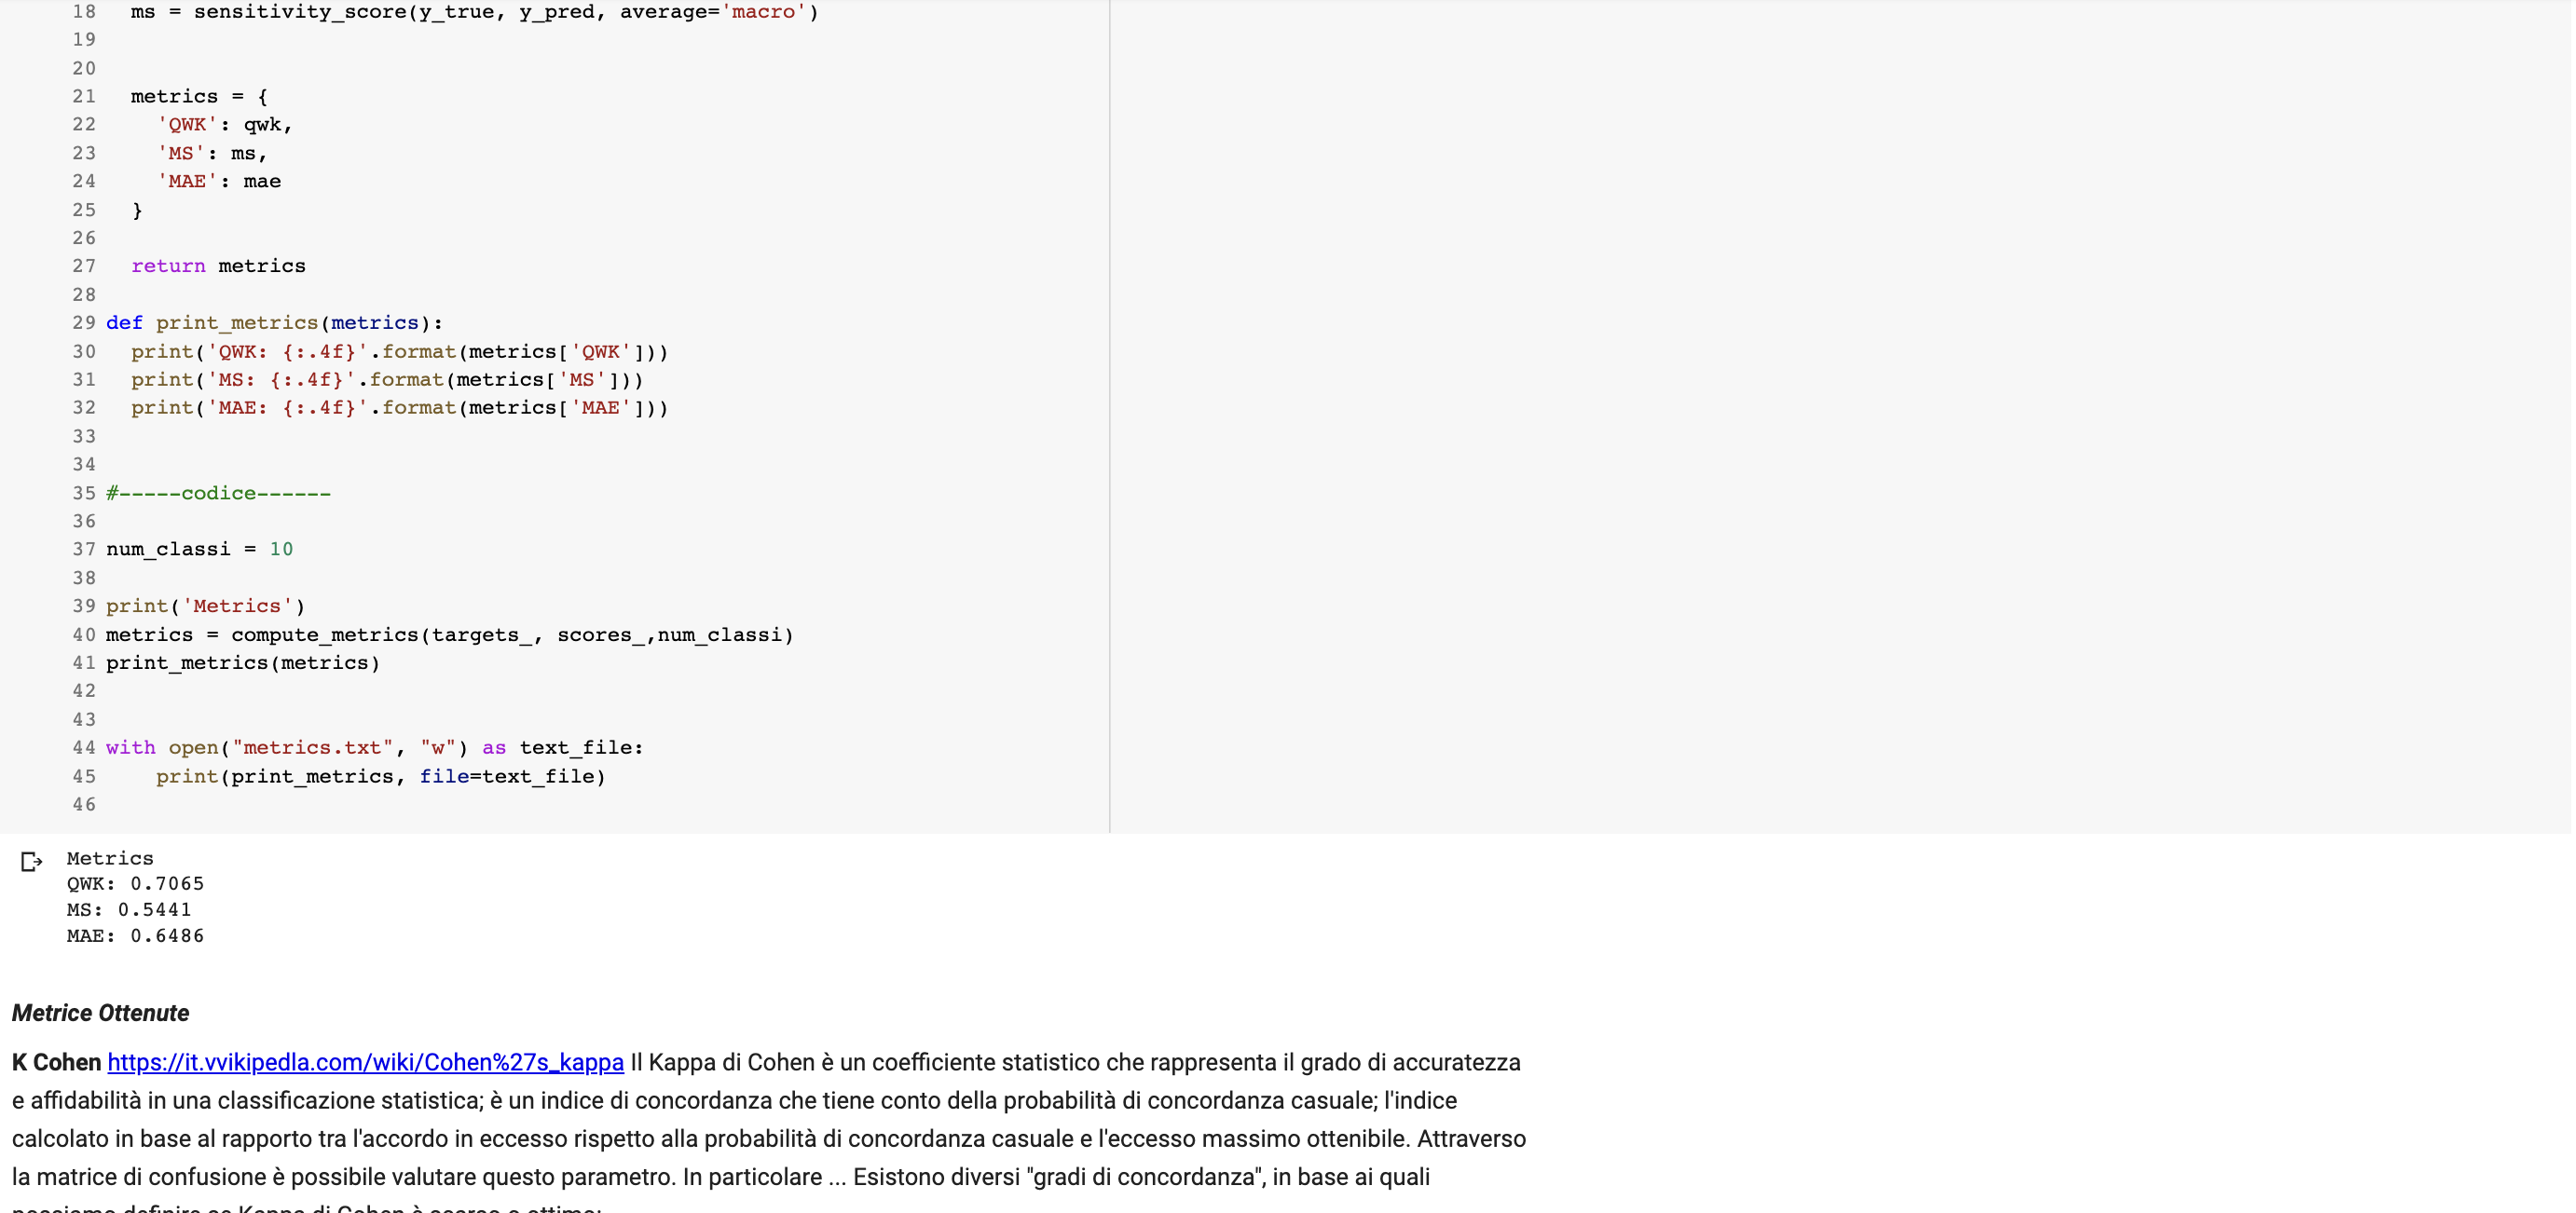 18 ms = sensitivity_score(y_true, y_pred, average='macro')
19
20
21 metrics = {
22 'QWK': qwk,
23 'MS': ms,
24 'MAE': mae
25 }
26
27 return metrics
28
29 def print_metrics(metrics):
30 print('QWK: {:.4f}'.format(metrics['QWK']))
31 print('MS: {:.4f}'.format(metrics['MS']))
32 print('MAE: {:.4f}'.format(metrics['MAE']))
33
34
35 #-----codice------
36
37 num_classi = 10
38
39 print('Metrics')
40 metrics = compute_metrics(targets_, scores_,num_classi)
41 print_metrics(metrics)
42
43
44 with open("metrics.txt", "w") as text_file:
45 print(print_metrics, file=text_file)
46
Metrics
QWK: 0.7065
MS: 0.5441
MAE: 0.6486
Metrice Ottenute
K Cohen https://it.vvikipedla.com/wiki/Cohen%27s_kappa Il Kappa di Cohen è un coefficiente statistico che rappresenta il grado di accuratezza
e affidabilità in una classificazione statistica; è un indice di concordanza che tiene conto della probabilità di concordanza casuale; l'indice
calcolato in base al rapporto tra l'accordo in eccesso rispetto alla probabilità di concordanza casuale e l'eccesso massimo ottenibile. Attraverso
la matrice di confusione è possibile valutare questo parametro. In particolare ... Esistono diversi "gradi di concordanza", in base ai quali
possiamo definire se Kappa di Cohen è scarso o ottimo: